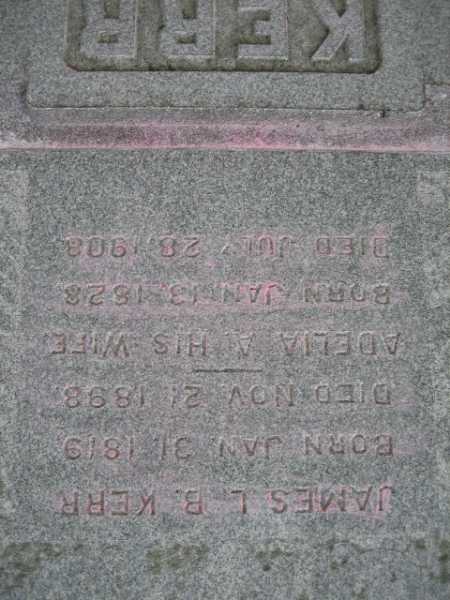 JAMES L. B. KERR
BORN JAN. 31, 1819.
DIED NOV. 21, 1898.
ADELIA A. HIS WIFE.
BORN JAN. 13, 1828.
DIED JULY 28, 1908.
KERR